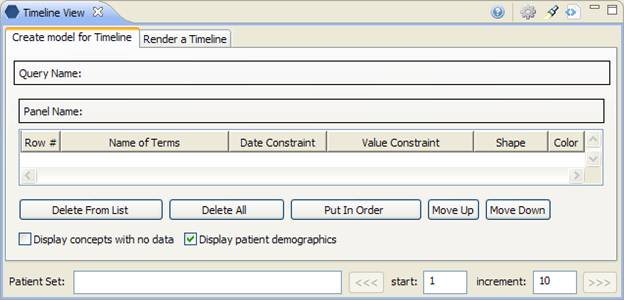 Timeline View
Create model for Timeline Render a Timeline
Query Name:
Panel Name:
Row # Name of Terms Date Constraint Value Constraint Shape Color
Delete From List Delete All Put In Order Move Up Move Down
Display concepts with no data Display patient demographics
Patient Set: <<< start: 1 increment: 10 >>>